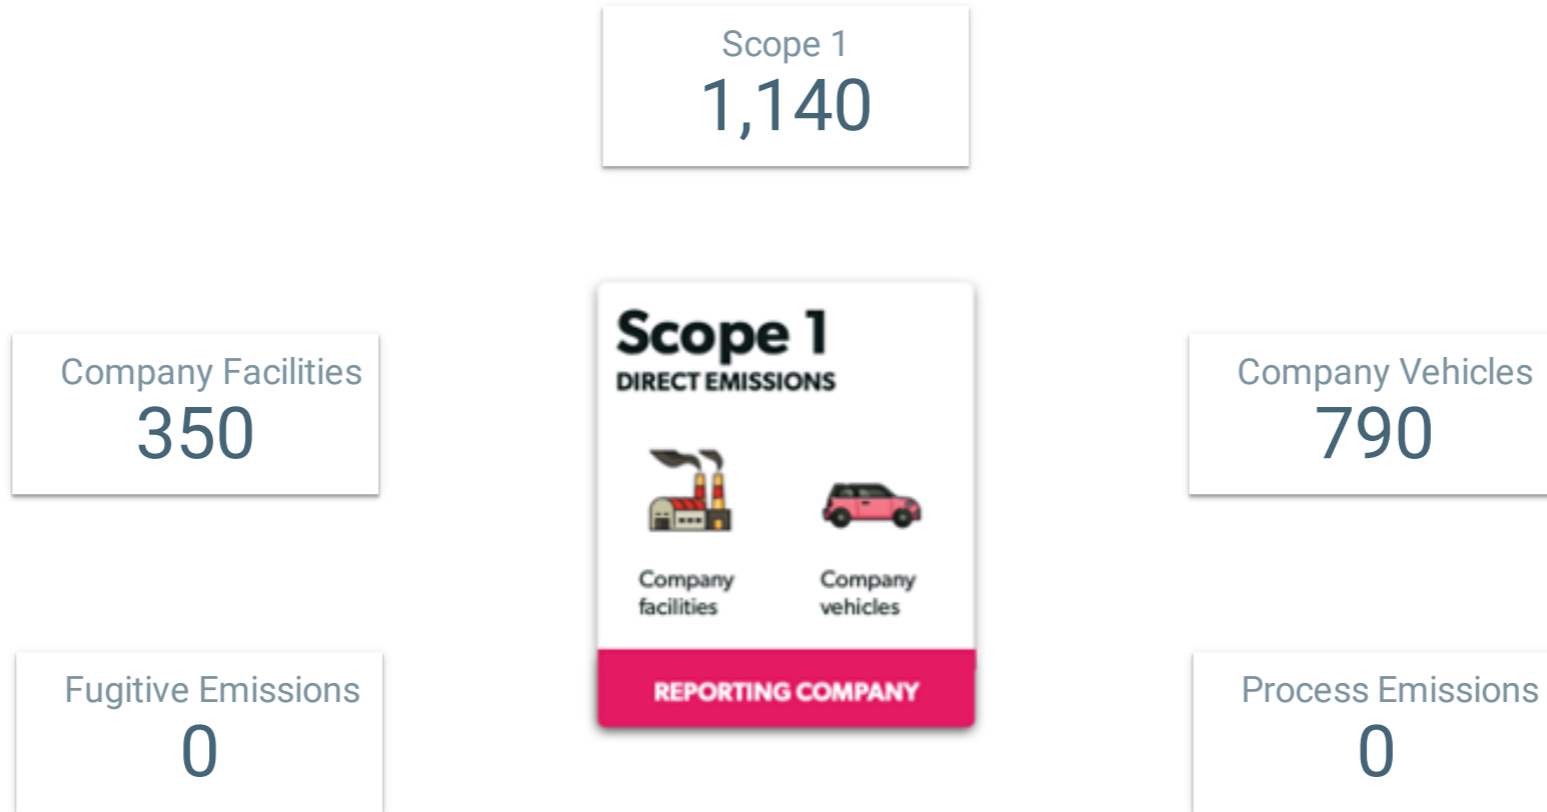 Scope 1
1,140
Scope 1
DIRECT EMISSIONS
Company Facilities
350
Company Vehicles
790
Company
facilities
Company
vehicles
Fugitive Emissions
0
REPORTING COMPANY
Process Emissions
0